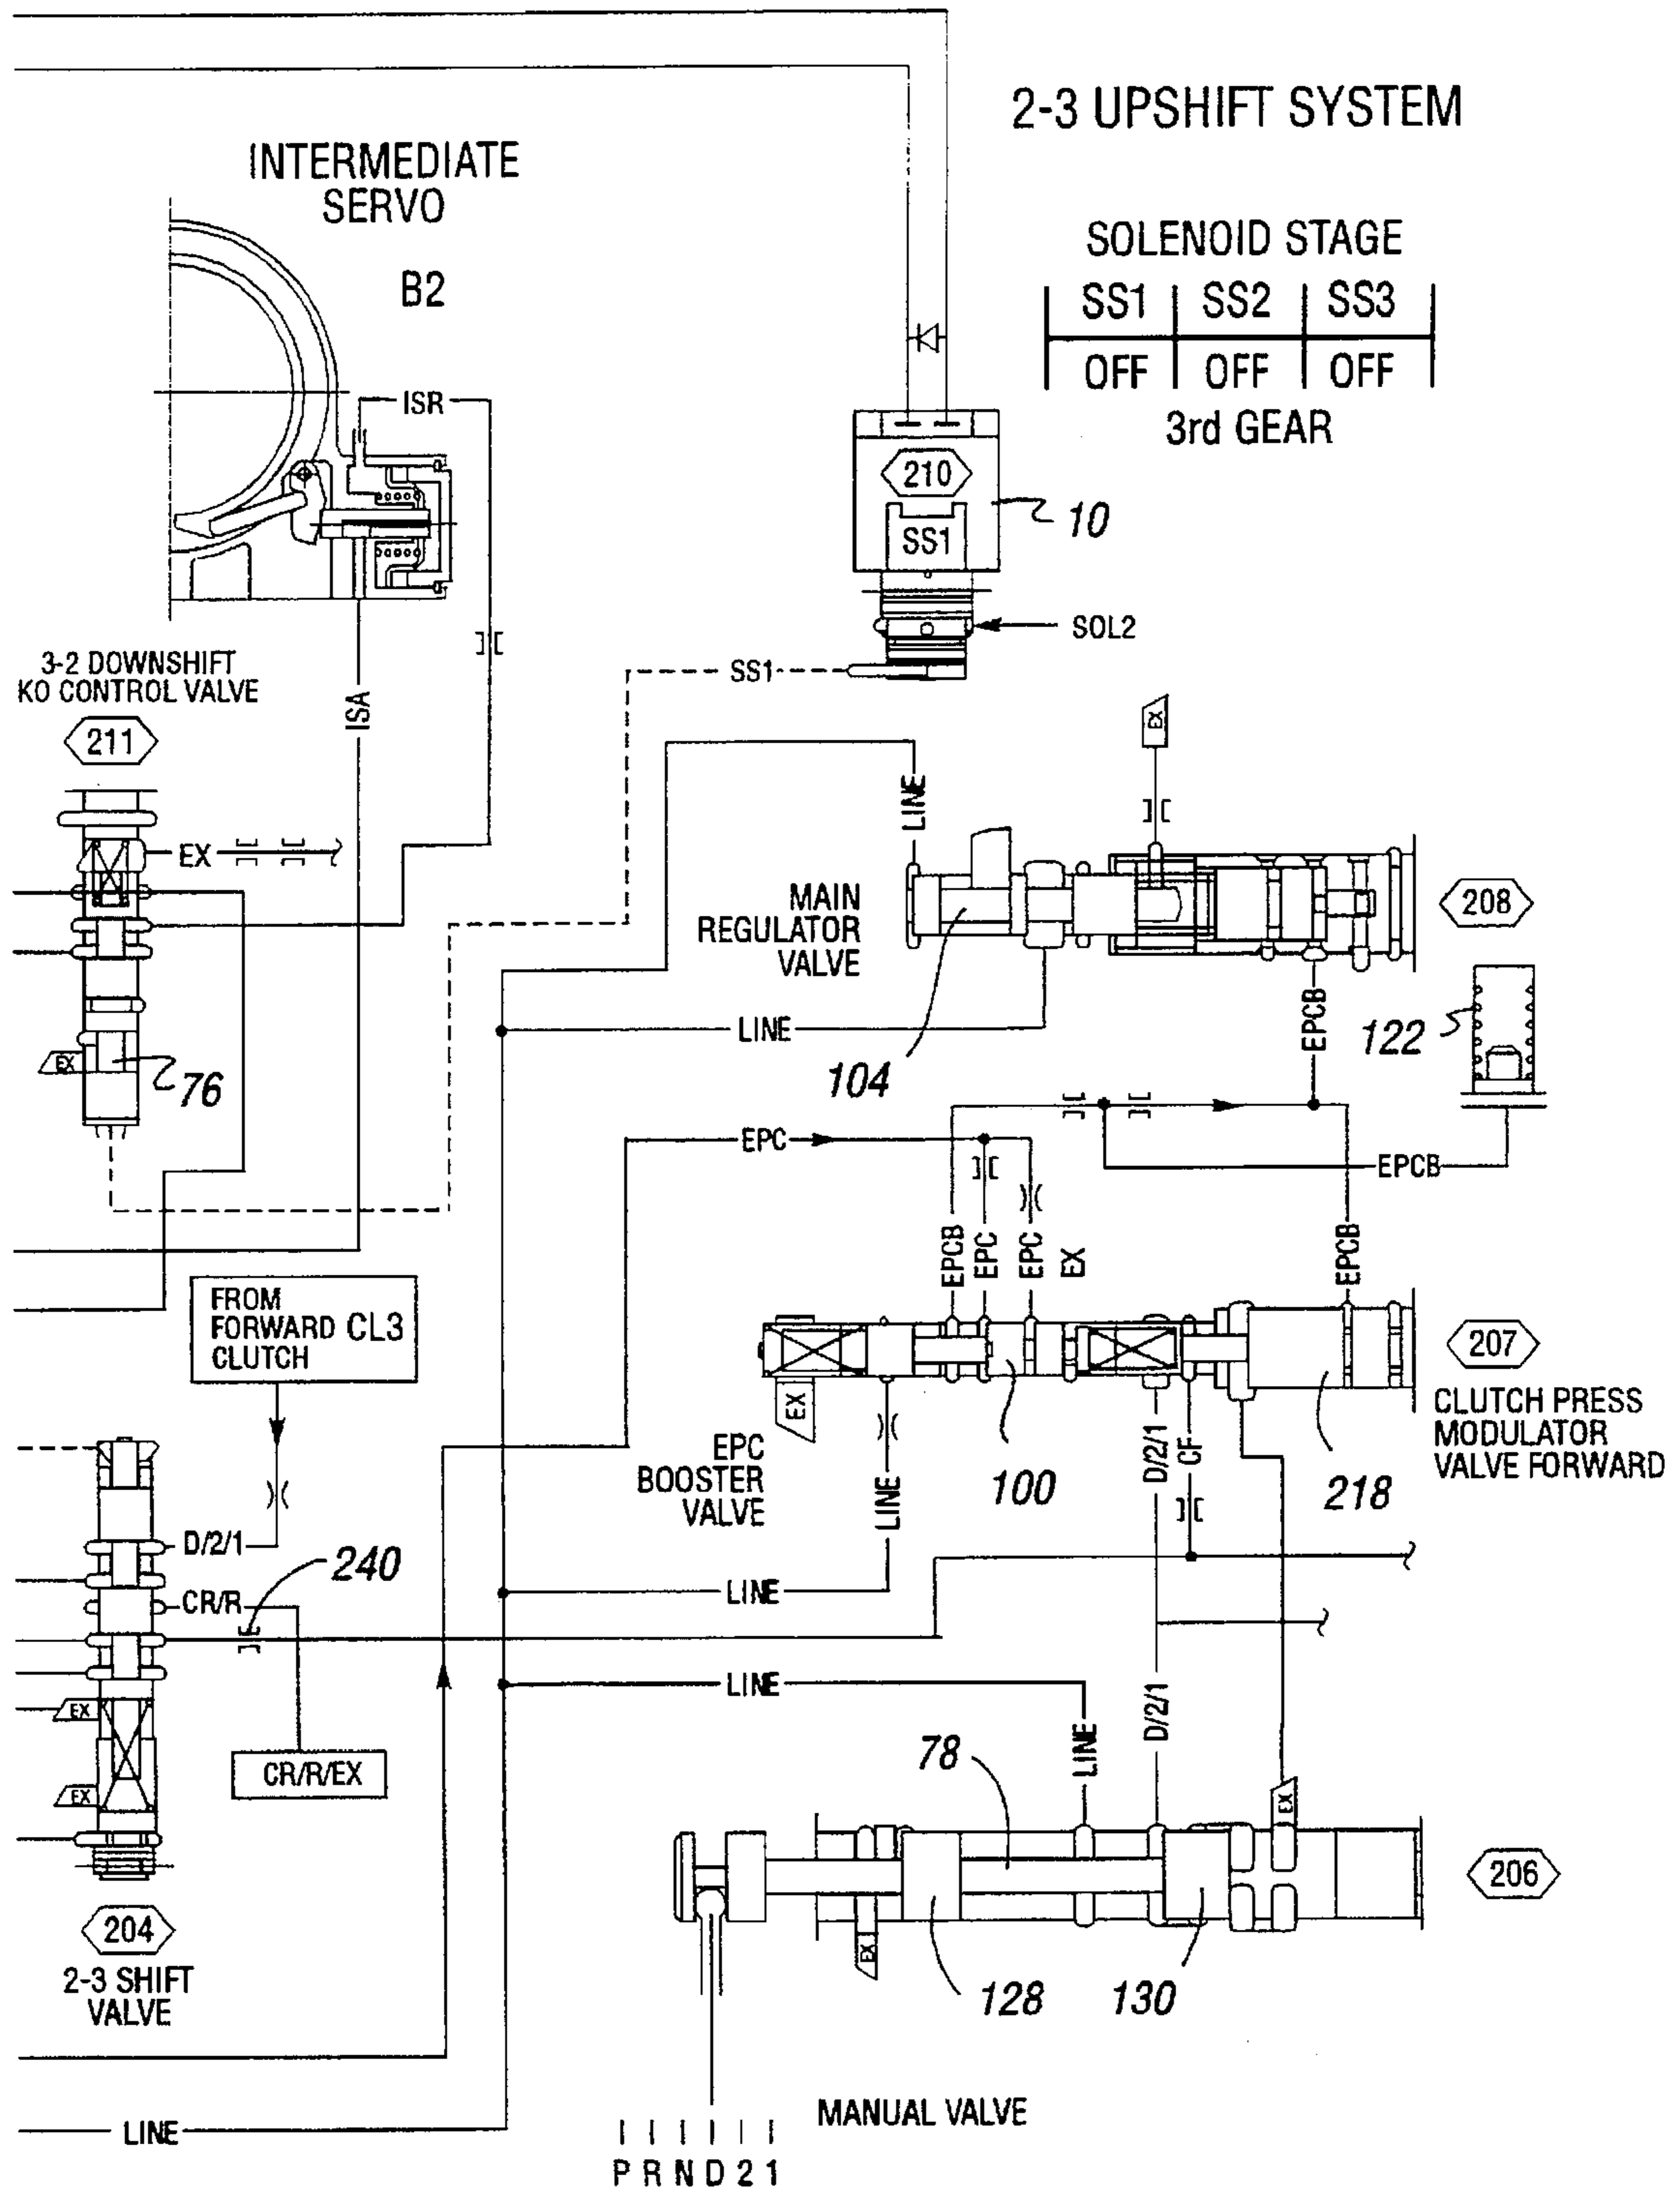 2-3 UPSHIFT SYSTEM
INTERMEDIATE
SERVO
B2
SOLENOID STAGE
SS1 SS2 SS3
OFF OFF OFF
3rd GEAR
ISR
210
SS1
10
SOL2
SS1
3-2 DOWNSHIFT
KO CONTROL VALVE
211
ISA
EX
EX
76
EX
LINE
MAIN
REGULATOR
VALVE
208
LINE
104
EPCB
122
EPC
EPCB
EPCB
EPC
EPC
EX
EPCB
FROM
FORWARD CL3
CLUTCH
207
CLUTCH PRESS
MODULATOR
VALVE FORWARD
EX
EPC
BOOSTER
VALVE
LINE
100
D/2/1
CF
218
D/2/1
240
CR/R
LINE
EX
LINE
LINE
D/2/1
78
CR/R/EX
EX
EX
206
204
2-3 SHIFT
VALVE
EX
128
130
MANUAL VALVE
LINE
P R N D 2 1